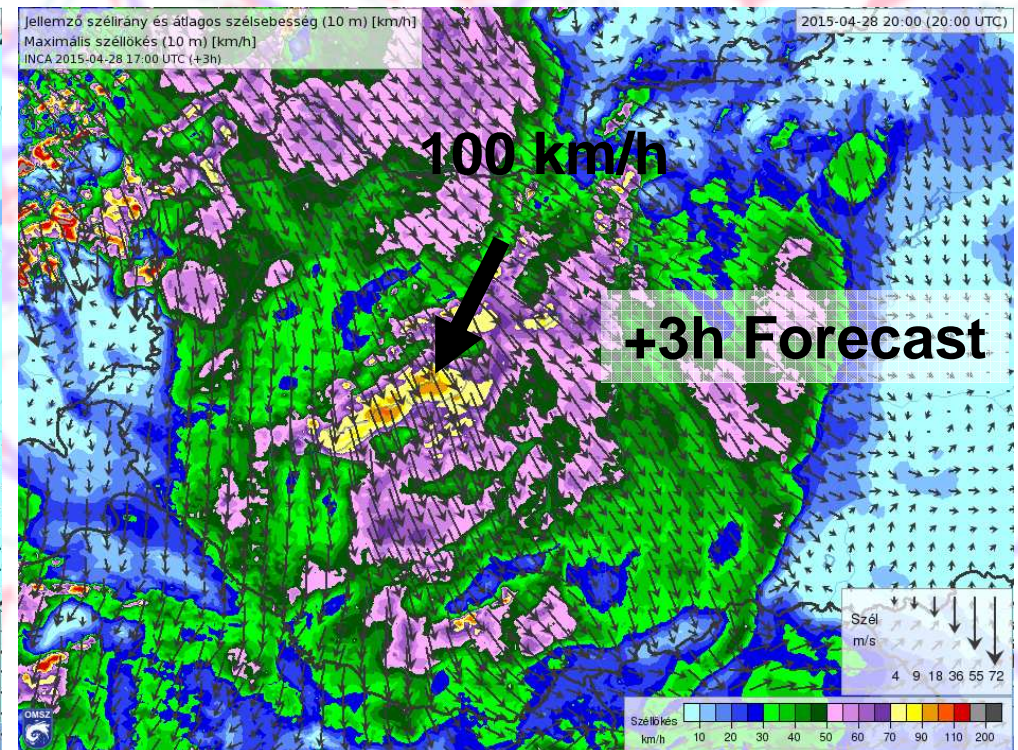 Jellemző szélirány és átlagos szélsebesség (10 m) [km/h]
Maximális széllökés (10 m) [km/h]
INCA 2015-04-28 17:00 UTC (+3h)
2015-04-28 20:00 (20:00 UTC)
100 km/h
+3h Forecast
Szél
m/s
4 9 18 36 55 72
OMSZ
Széllökés
km/h
10 20 30 40 50 60 70 90 110 200